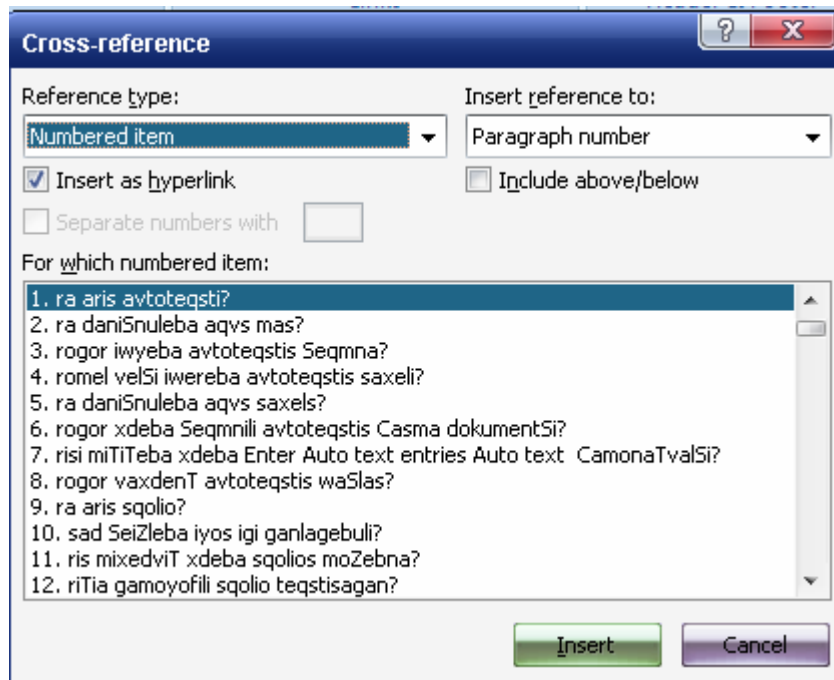 Cross-reference
Reference type:
Insert reference to:
Numbered item
Paragraph number
Insert as hyperlink
Include above/below
Separate numbers with
For which numbered item:
1. ra aris avtoteqsti?
2. ra daniSnuleba aqvs mas?
3. rogor iwyeba avtoteqstis Seqmna?
4. romel velSi iwereba avtoteqstis saxeli?
5. ra daniSnuleba aqvs saxels?
6. rogor xdeba Seqmnili avtoteqstis Casma dokumentSi?
7. risi miTiTeba xdeba Enter Auto text entries Auto text  CamonaTvalSi?
8. rogor vaxdenT avtoteqstis waSlas?
9. ra aris sqolio?
10. sad SeiZleba iyos igi ganlagebuli?
11. ris mixedviT xdeba sqolios moZebna?
12. riTia gamoyofili sqolio teqstisagan?
Insert
Cancel